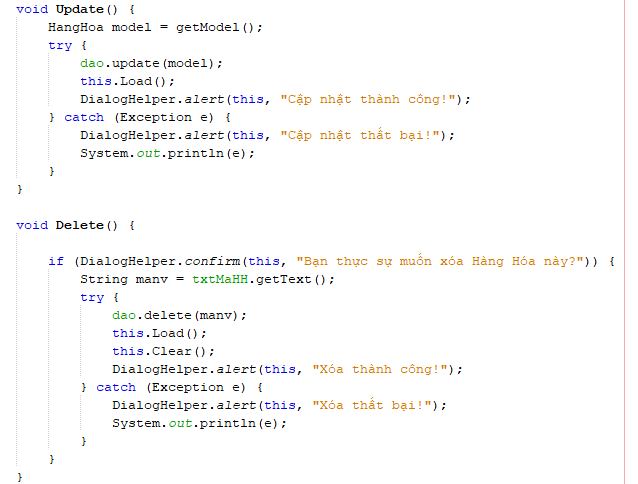 void Update() {
    HangHoa model = getModel();
    try {
        dao.update(model);
        this.Load();
        DialogHelper.alert(this, "Cập nhật thành công!");
    } catch (Exception e) {
        DialogHelper.alert(this, "Cập nhật thất bại!");
        System.out.println(e);
    }
}
void Delete() {
    if (DialogHelper.confirm(this, "Bạn thực sự muốn xóa Hàng Hóa này?")) {
        String manv = txtMaHH.getText();
        try {
            dao.delete(manv);
            this.Load();
            this.Clear();
            DialogHelper.alert(this, "Xóa thành công!");
        } catch (Exception e) {
            DialogHelper.alert(this, "Xóa thất bại!");
            System.out.println(e);
        }
    }
}